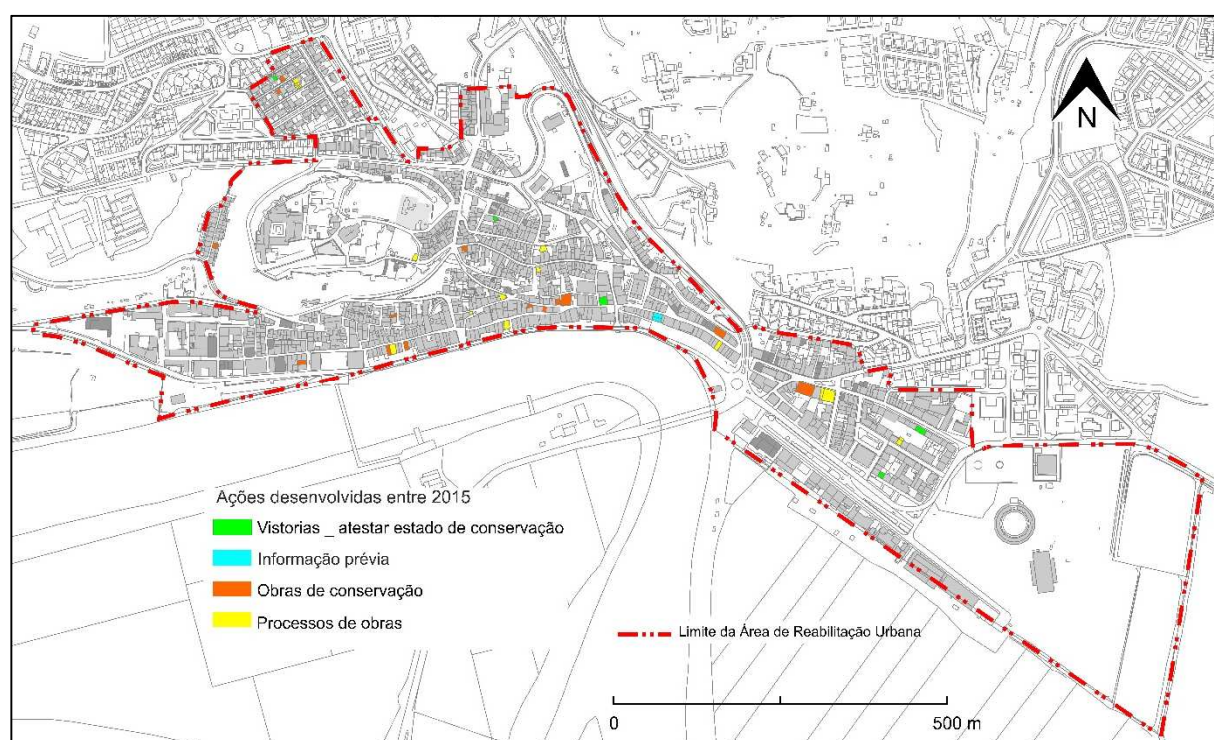 N
Ações desenvolvidas entre 2015
Vistorias _ atestar estado de conservação
Informação prévia
Obras de conservação
Processos de obras
Limite da Área de Reabilitação Urbana
0 500 m